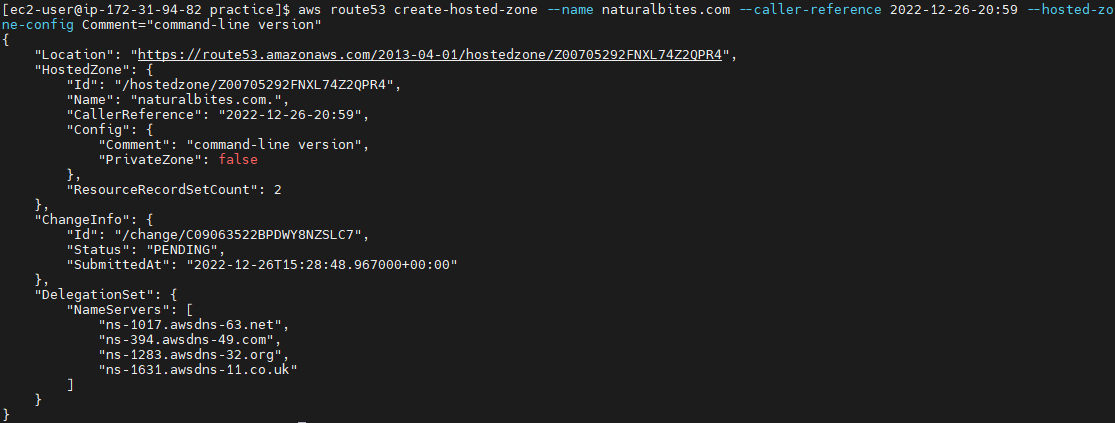 [ec2-user@ip-172-31-94-82 practice]$ aws route53 create-hosted-zone --name naturalbites.com --caller-reference 2022-12-26-20:59 --hosted-zo
ne-config Comment="command-line version"
{
    "Location": "https://route53.amazonaws.com/2013-04-01/hostedzone/Z00705292FNXL74Z2QPR4",
    "HostedZone": {
        "Id": "/hostedzone/Z00705292FNXL74Z2QPR4",
        "Name": "naturalbites.com.",
        "CallerReference": "2022-12-26-20:59",
        "Config": {
            "Comment": "command-line version",
            "PrivateZone": false
        },
        "ResourceRecordSetCount": 2
    },
    "ChangeInfo": {
        "Id": "/change/C09063522BPDWY8NZSLC7",
        "Status": "PENDING",
        "SubmittedAt": "2022-12-26T15:28:48.967000+00:00"
    },
    "DelegationSet": {
        "NameServers": [
            "ns-1017.awsdns-63.net",
            "ns-394.awsdns-49.com",
            "ns-1283.awsdns-32.org",
            "ns-1631.awsdns-11.co.uk"
        ]
    }
}